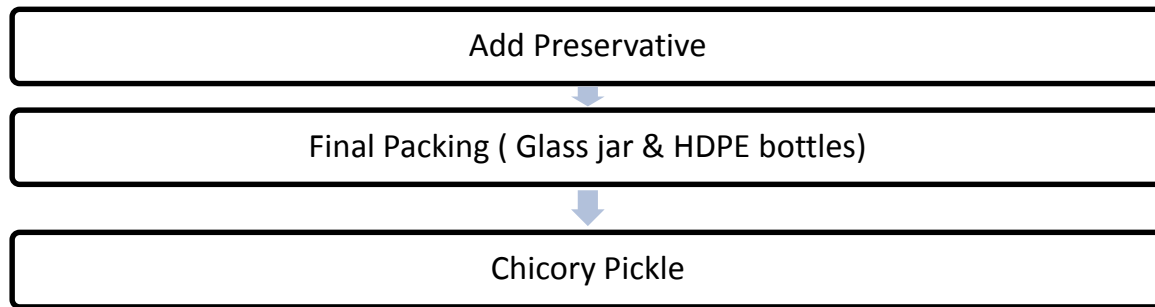 Add Preservative
Final Packing ( Glass jar & HDPE bottles)
Chicory Pickle